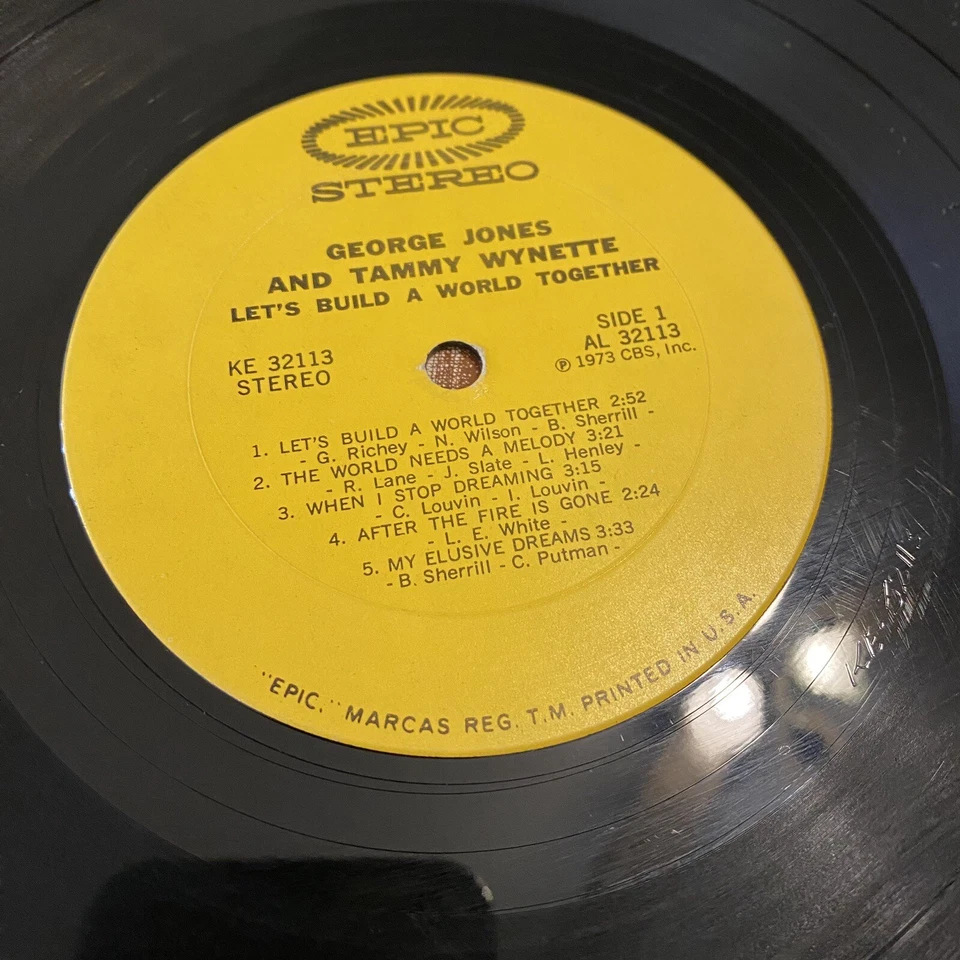 EPIC
STEREO
GEORGE JONES
AND TAMMY WYNETTE
LET'S BUILD A WORLD TOGETHER
KE 32113
STEREO
SIDE 1
AL 32113
Ⓟ 1973 CBS, Inc.
1. LET'S BUILD A WORLD TOGETHER 2:52
- G. Richey - N. Wilson - B. Sherrill -
2. THE WORLD NEEDS A MELODY 3:21
- R. Lane - J. Slate - L. Henley -
3. WHEN I STOP DREAMING 3:15
- C. Louvin - I. Louvin -
4. AFTER THE FIRE IS GONE 2:24
- L. E. White -
5. MY ELUSIVE DREAMS 3:33
- B. Sherrill - C. Putman -
"EPIC," MARCAS REG. T.M. PRINTED IN U.S.A.